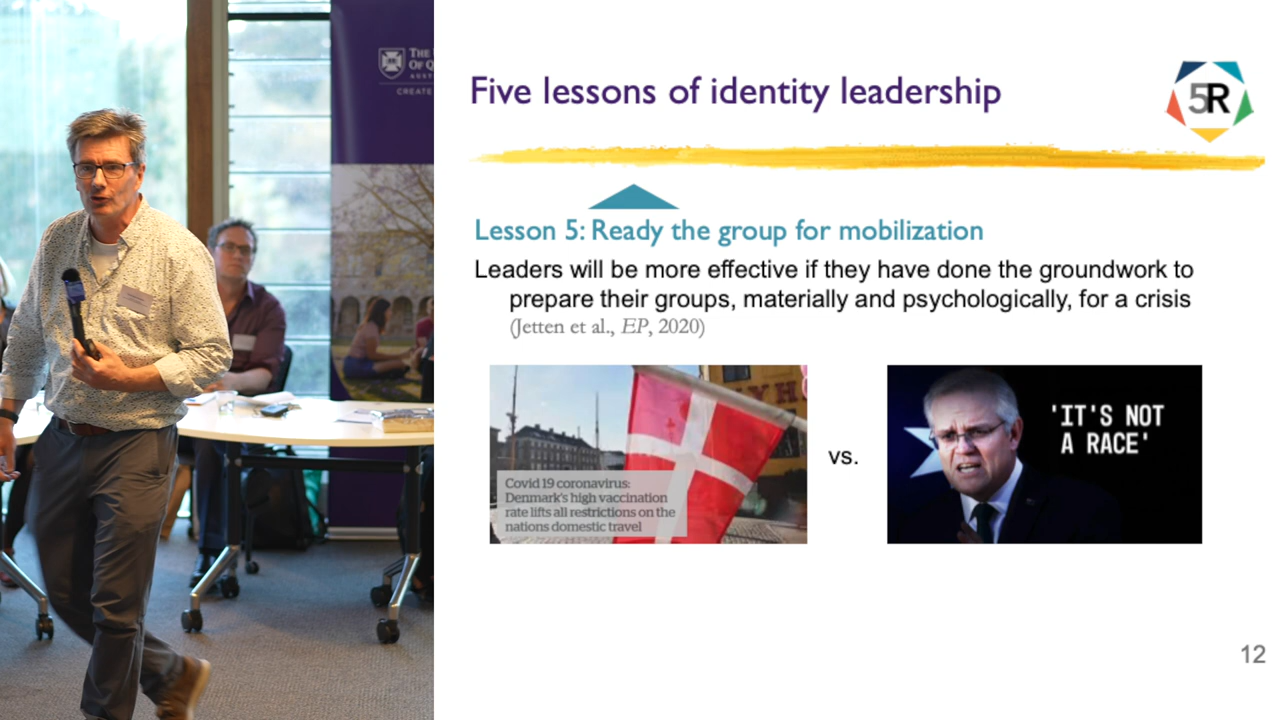 THE
OF Q
CREATE
Five lessons of identity leadership
5R
Lesson 5: Ready the group for mobilization
Leaders will be more effective if they have done the groundwork to
prepare their groups, materially and psychologically, for a crisis
(Jetten et al., EP, 2020)
Covid 19 coronavirus:
Denmark's high vaccination
rate lifts all restrictions on the
nations domestic travel
vs.
'IT'S NOT
A RACE'
12